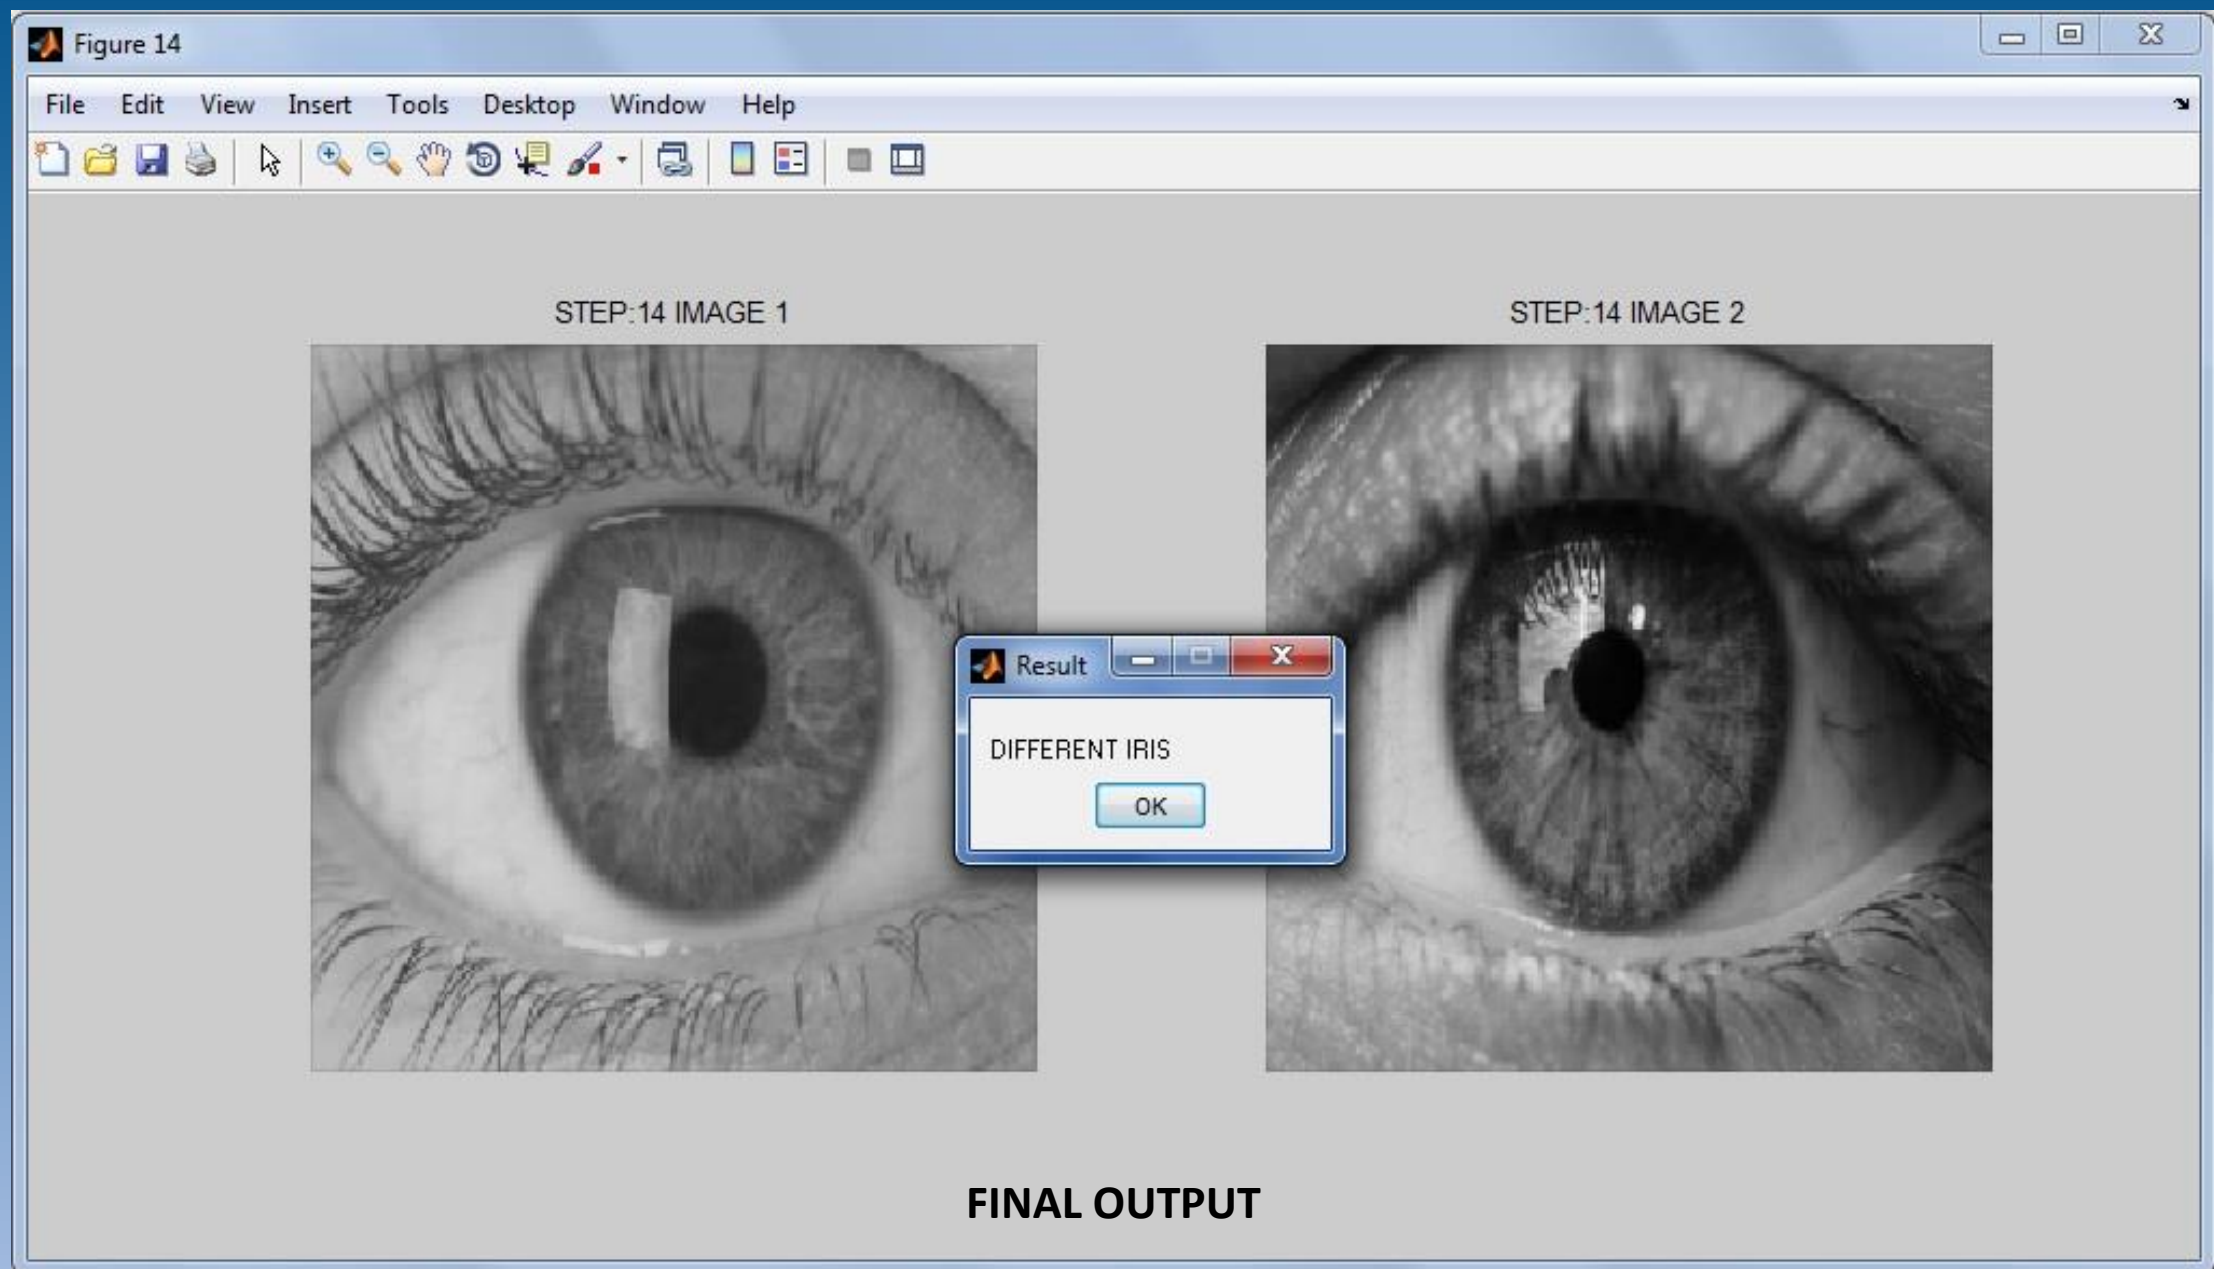 Figure 14
File Edit View Insert Tools Desktop Window Help
STEP:14 IMAGE 1
STEP:14 IMAGE 2
Result
DIFFERENT IRIS
OK
FINAL OUTPUT